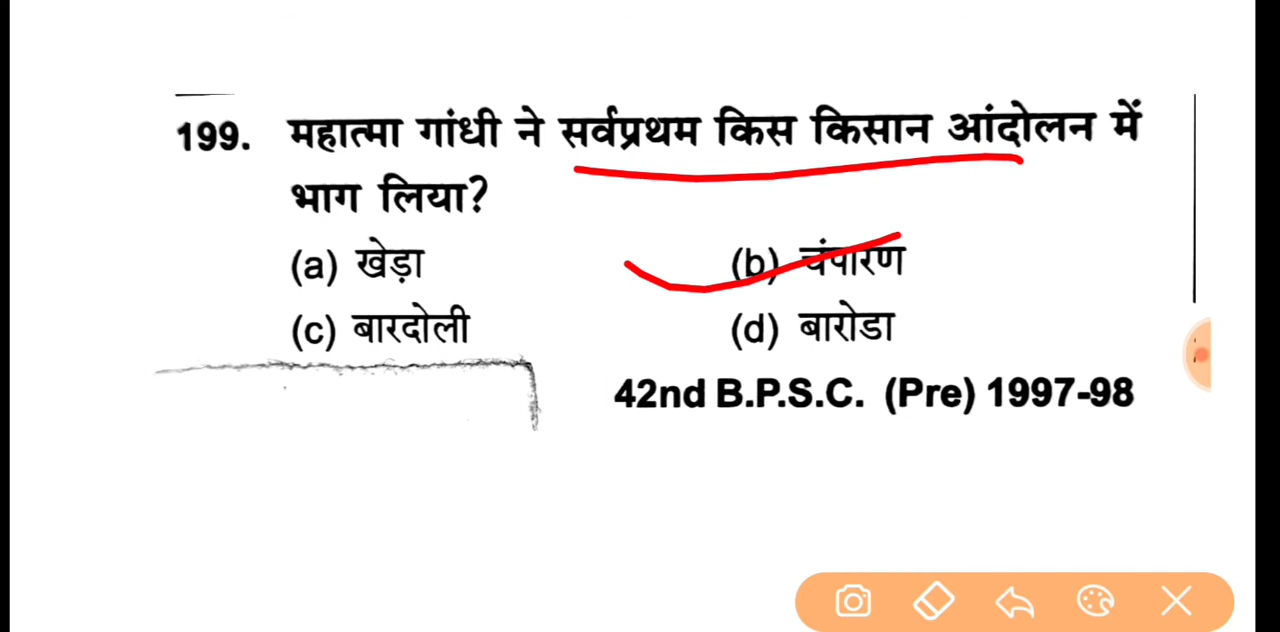 199. महात्मा गांधी ने सर्वप्रथम किस किसान आंदोलन में
भाग लिया?
(a) खेड़ा (b) चंपारण
(c) बारदोली (d) बारोडा
42nd B.P.S.C. (Pre) 1997-98